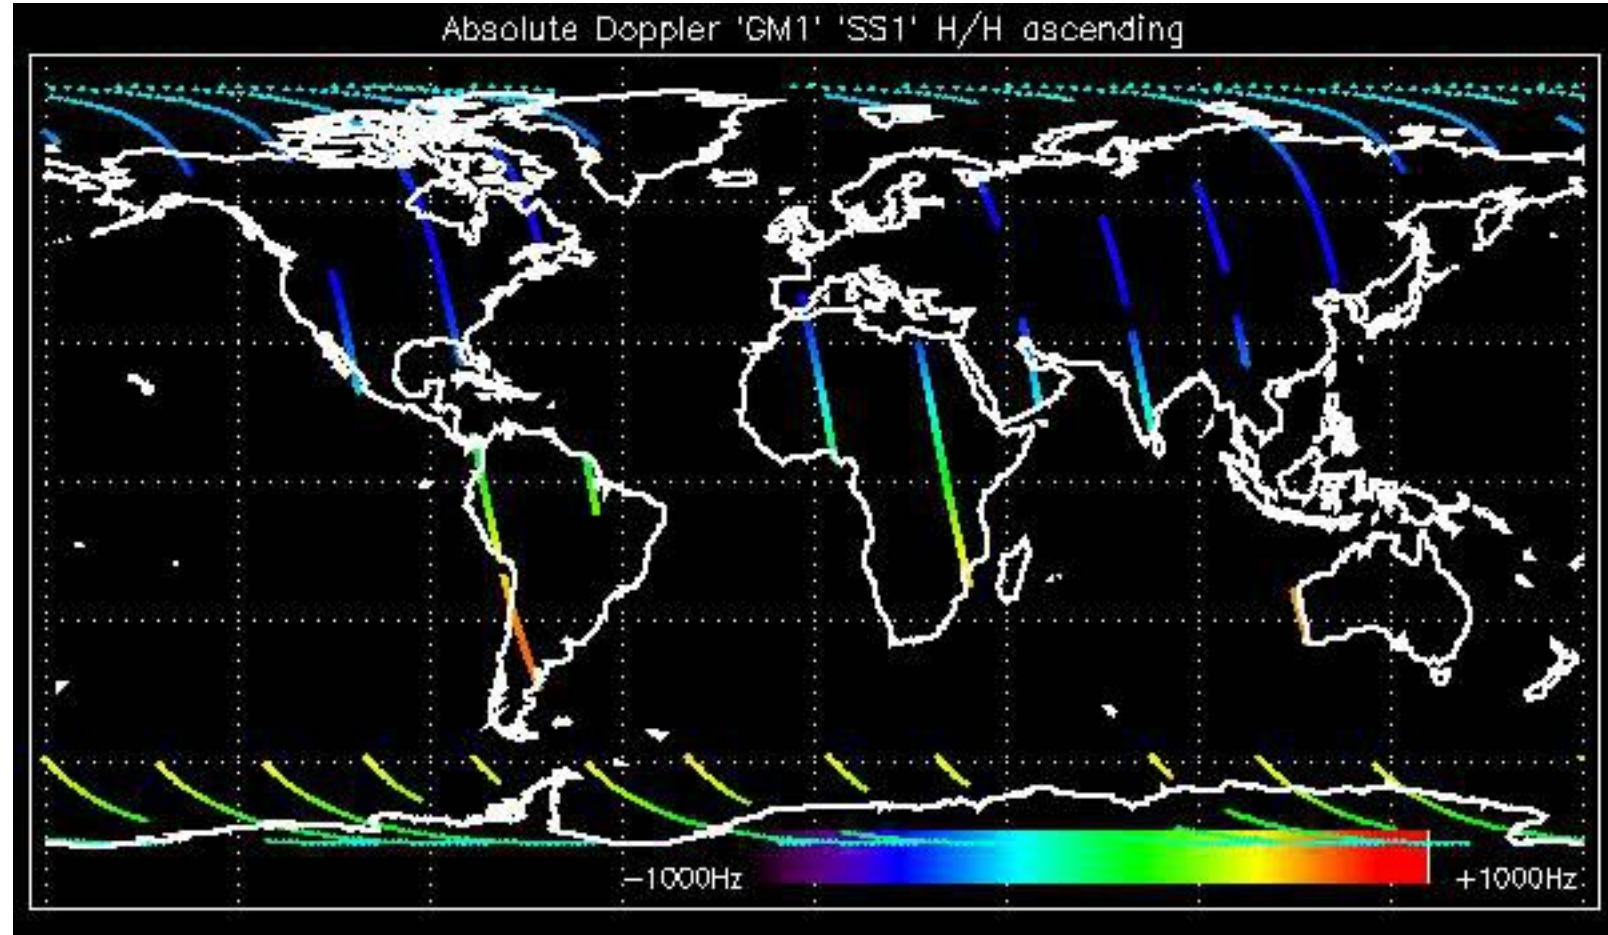 Absolute Doppler 'GM1' 'SS1' H/H ascending
−1000Hz
+1000Hz